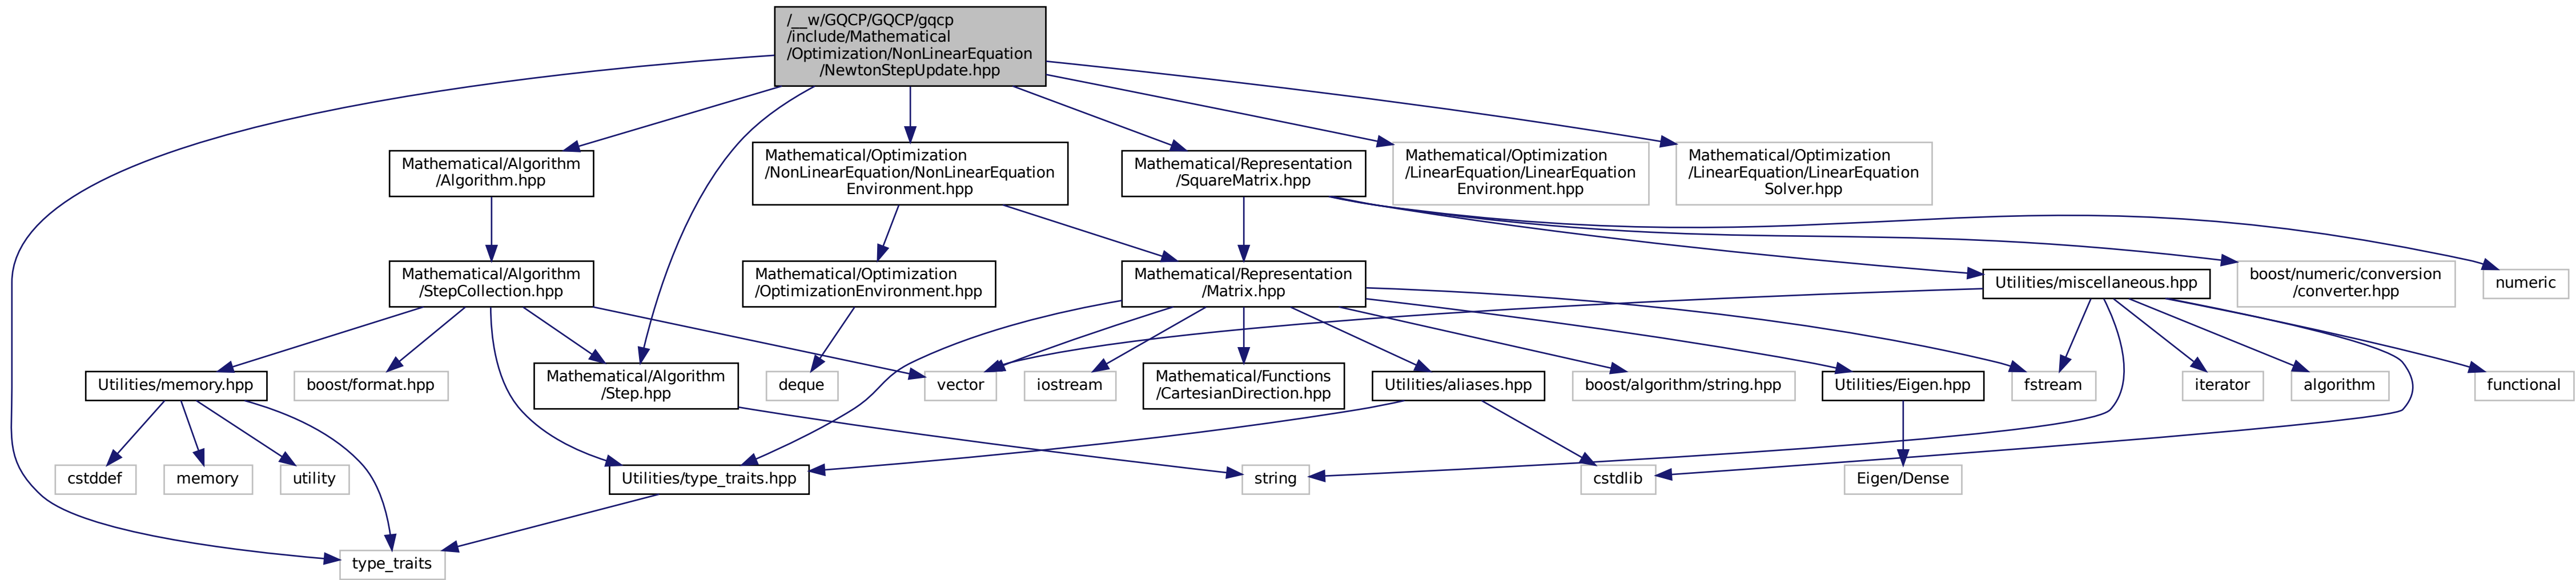 /__w/GQCP/GQCP/gqcp
/include/Mathematical
/Optimization/NonLinearEquation
/NewtonStepUpdate.hpp
Mathematical/Algorithm
/Algorithm.hpp
Mathematical/Optimization
/NonLinearEquation/NonLinearEquation
Environment.hpp
Mathematical/Representation
/SquareMatrix.hpp
Mathematical/Optimization
/LinearEquation/LinearEquation
Environment.hpp
Mathematical/Optimization
/LinearEquation/LinearEquation
Solver.hpp
Mathematical/Algorithm
/StepCollection.hpp
Mathematical/Optimization
/OptimizationEnvironment.hpp
Mathematical/Representation
/Matrix.hpp
Utilities/miscellaneous.hpp
boost/numeric/conversion
/converter.hpp
numeric
Utilities/memory.hpp
boost/format.hpp
Mathematical/Algorithm
/Step.hpp
deque
vector
iostream
Mathematical/Functions
/CartesianDirection.hpp
Utilities/aliases.hpp
boost/algorithm/string.hpp
Utilities/Eigen.hpp
fstream
iterator
algorithm
functional
cstddef
memory
utility
Utilities/type_traits.hpp
string
cstdlib
Eigen/Dense
type_traits